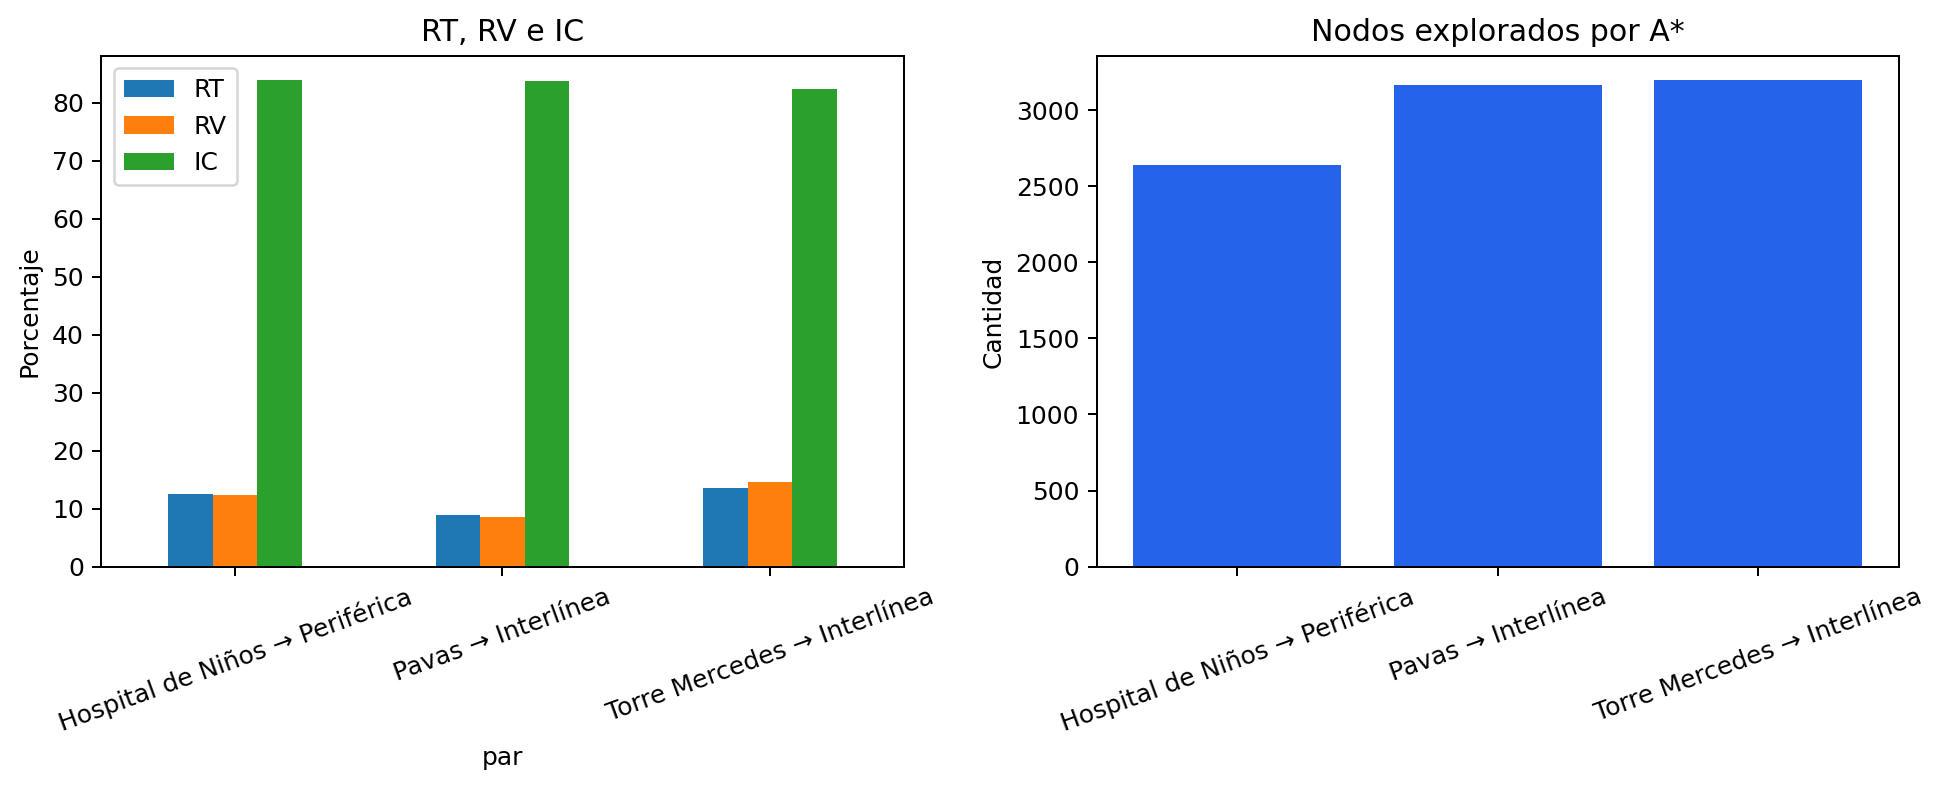 RT, RV e IC
RT
RV
IC
Porcentaje
80
70
60
50
40
30
20
10
0
Hospital de Niños → Periférica
Pavas → Interlínea
Torre Mercedes → Interlínea
par
Nodos explorados por A*
Cantidad
3000
2500
2000
1500
1000
500
0
Hospital de Niños → Periférica
Pavas → Interlínea
Torre Mercedes → Interlínea